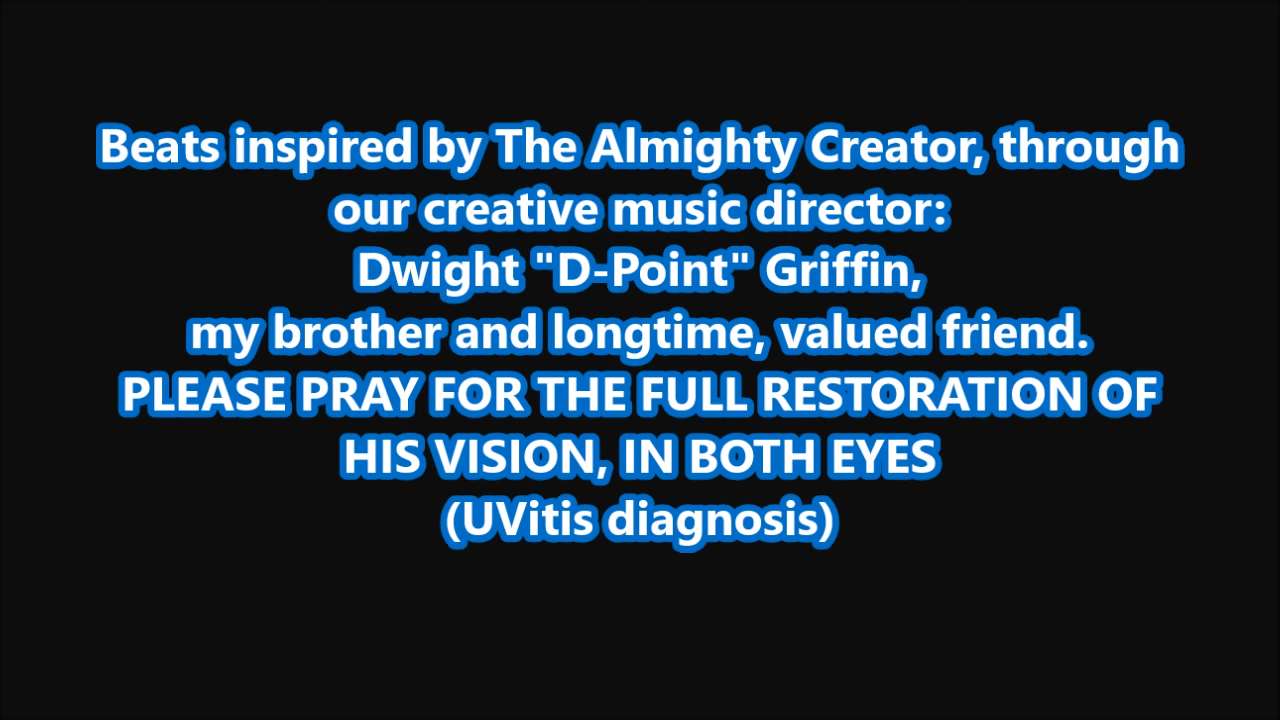 Beats inspired by The Almighty Creator, through
our creative music director:
Dwight "D-Point" Griffin,
my brother and longtime, valued friend.
PLEASE PRAY FOR THE FULL RESTORATION OF
HIS VISION, IN BOTH EYES
(UVitis diagnosis)